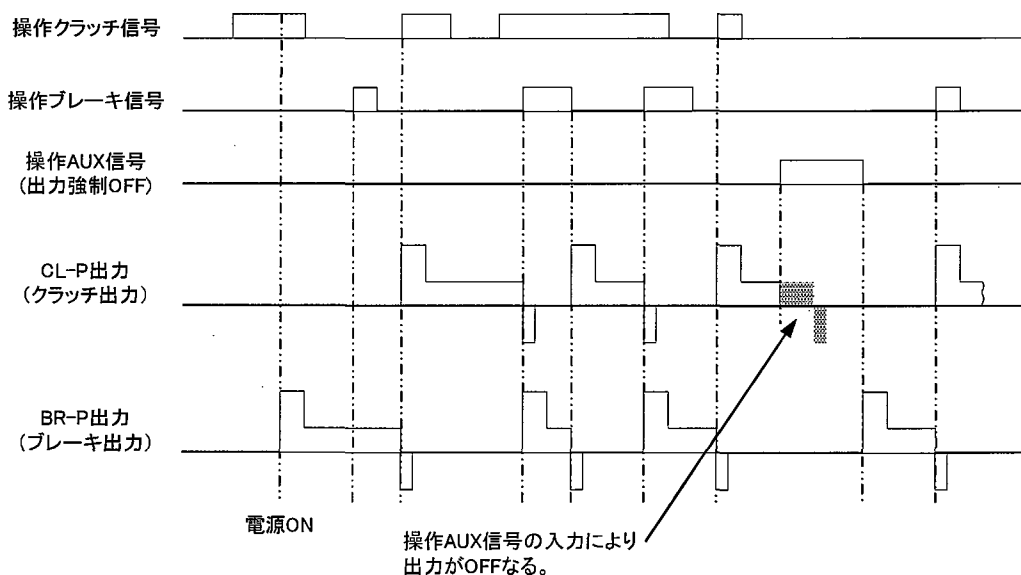 操作クラッチ信号
操作ブレーキ信号
操作AUX信号
(出力強制OFF)
CL-P出力
(クラッチ出力)
BR-P出力
(ブレーキ出力)
電源ON
操作AUX信号の入力により
出力がOFFなる。